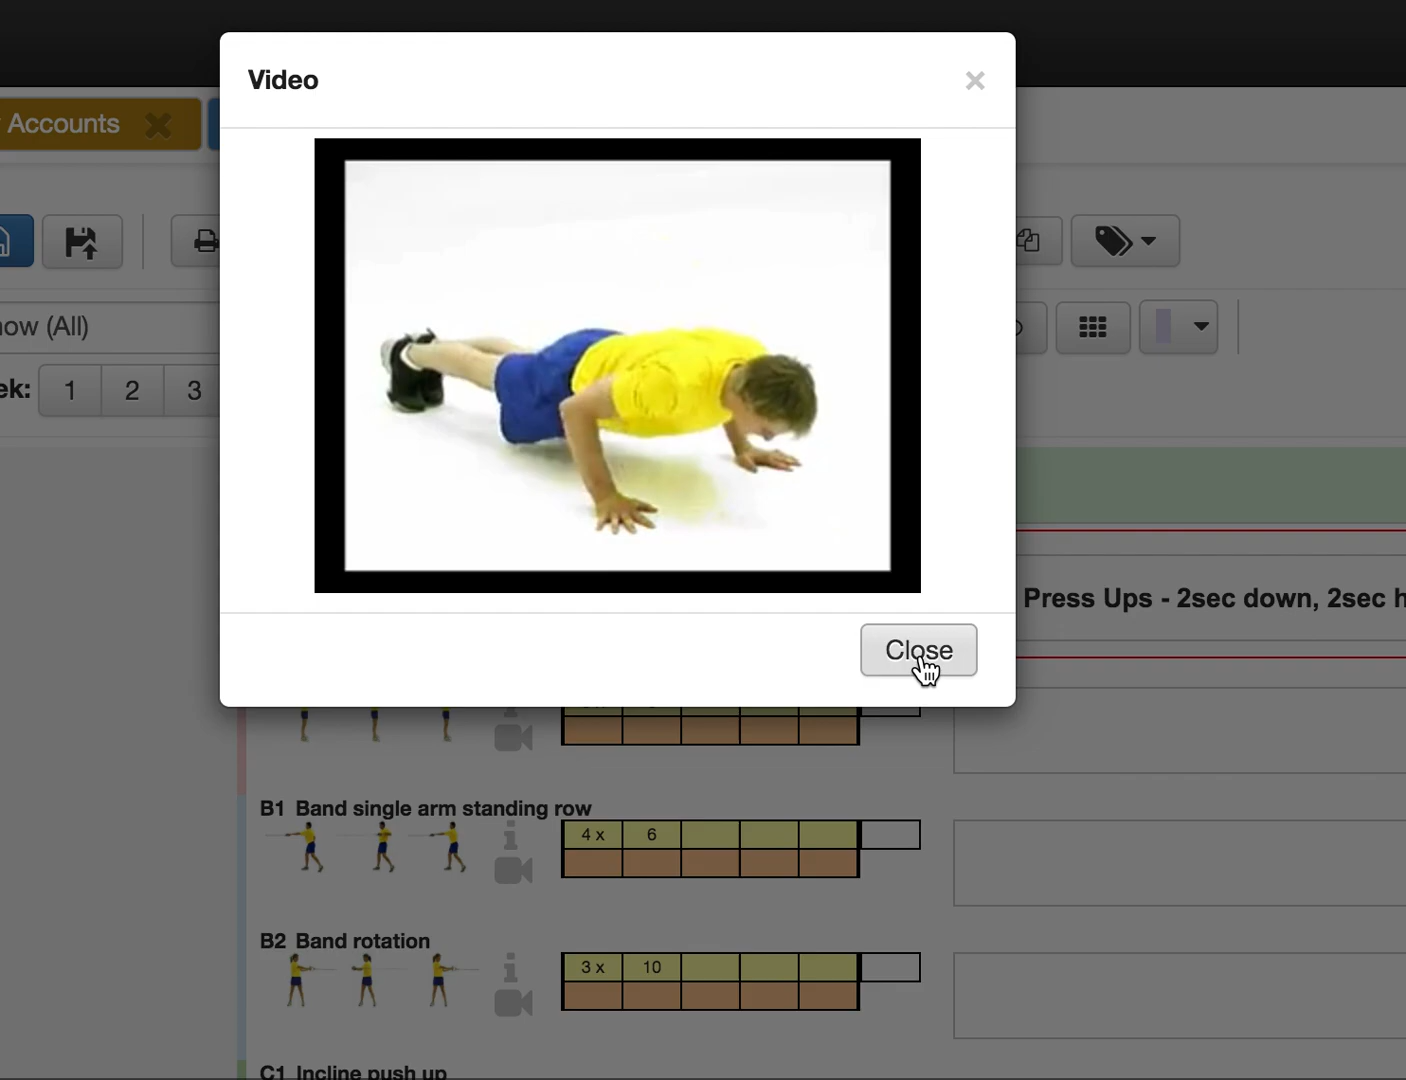 Video
×
Accounts
now (All)
ek: 1 2 3
Close
Press Ups - 2sec down, 2sec h
B1 Band single arm standing row
4 x 6
B2 Band rotation
3 x 10
C1 Incline push up